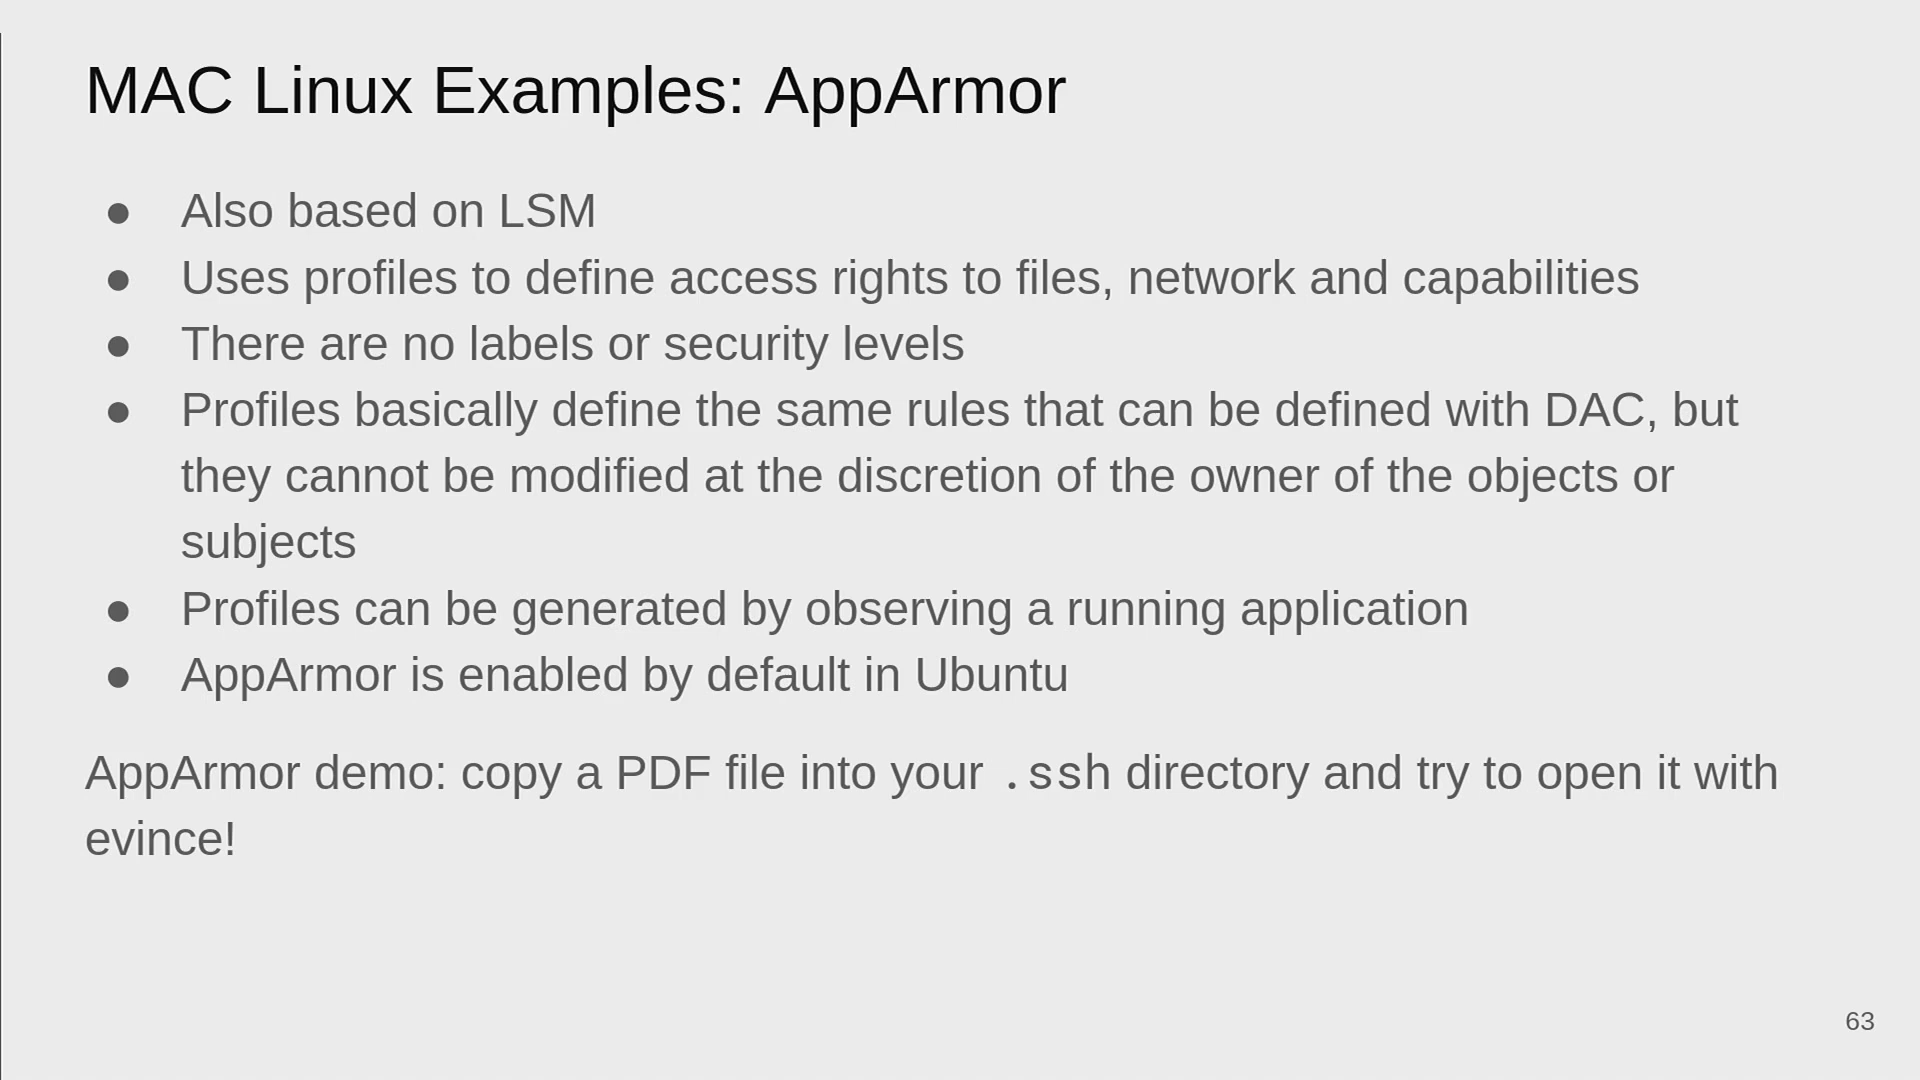 MAC Linux Examples: AppArmor
● Also based on LSM
● Uses profiles to define access rights to files, network and capabilities
● There are no labels or security levels
● Profiles basically define the same rules that can be defined with DAC, but
they cannot be modified at the discretion of the owner of the objects or
subjects
● Profiles can be generated by observing a running application
● AppArmor is enabled by default in Ubuntu
AppArmor demo: copy a PDF file into your .ssh directory and try to open it with
evince!
63